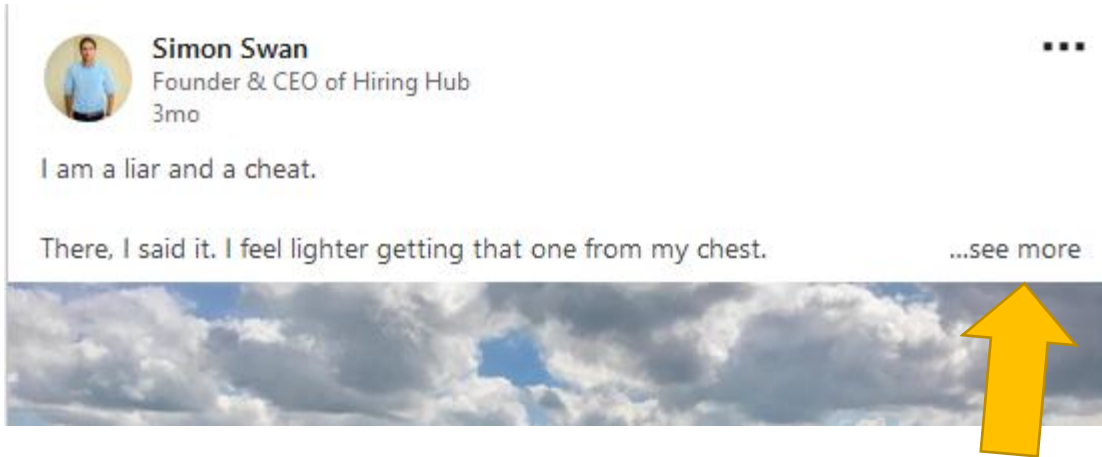 Simon Swan
Founder & CEO of Hiring Hub
3mo
I am a liar and a cheat.
There, I said it. I feel lighter getting that one from my chest. ...see more